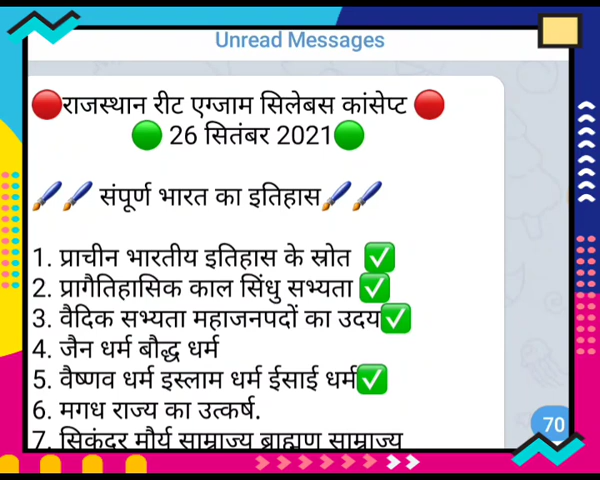 Unread Messages
🔴राजस्थान रीट एग्जाम सिलेबस कांसेप्ट 🔴
🟢 26 सितंबर 2021🟢
🖌️🖌️ संपूर्ण भारत का इतिहास🖌️🖌️
1. प्राचीन भारतीय इतिहास के स्रोत ✅
2. प्रागैतिहासिक काल सिंधु सभ्यता ✅
3. वैदिक सभ्यता महाजनपदों का उदय✅
4. जैन धर्म बौद्ध धर्म
5. वैष्णव धर्म इस्लाम धर्म ईसाई धर्म✅
6. मगध राज्य का उत्कर्ष.
7. सिकंदर मौर्य साम्राज्य ब्राह्मण साम्राज्य
70